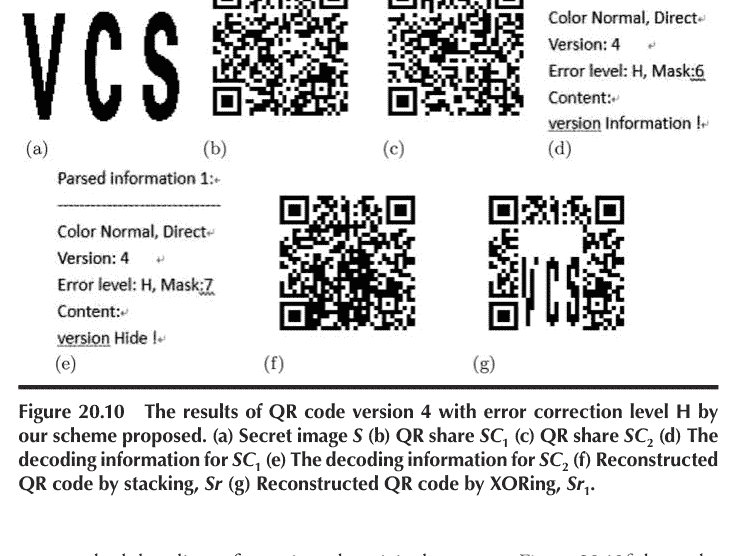 VCS
Color Normal, Direct
Version: 4
Error level: H, Mask:6
Content:
version Information !
(a) (b) (c) (d)
Parsed information 1:
------------------------------
Color Normal, Direct
Version: 4
Error level: H, Mask:7
Content:
version Hide !
VCS
(e) (f) (g)
Figure 20.10 The results of QR code version 4 with error correction level H by
our scheme proposed. (a) Secret image S (b) QR share SC1 (c) QR share SC2 (d) The
decoding information for SC1 (e) The decoding information for SC2 (f) Reconstructed
QR code by stacking, Sr (g) Reconstructed QR code by XORing, Sr1.